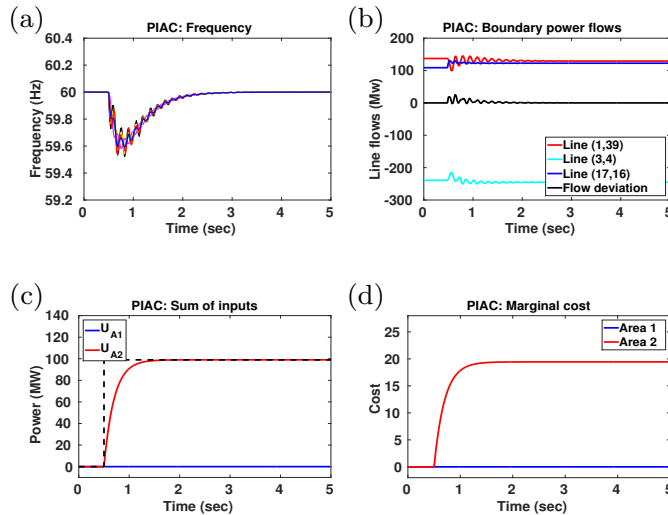 (a)
PIAC: Frequency
60.4
60.2
60
59.8
59.6
59.4
59.2
Frequency (Hz)
0 1 2 3 4 5
Time (sec)
(b)
PIAC: Boundary power flows
200
100
0
-100
-200
-300
Line flows (Mw)
Line (1,39)
Line (3,4)
Line (17,16)
Flow deviation
0 1 2 3 4 5
Time (sec)
(c)
PIAC: Sum of inputs
140
120
100
80
60
40
20
0
Power (MW)
U_A1
U_A2
0 1 2 3 4 5
Time (sec)
(d)
PIAC: Marginal cost
25
20
15
10
5
0
Cost
Area 1
Area 2
0 1 2 3 4 5
Time (sec)